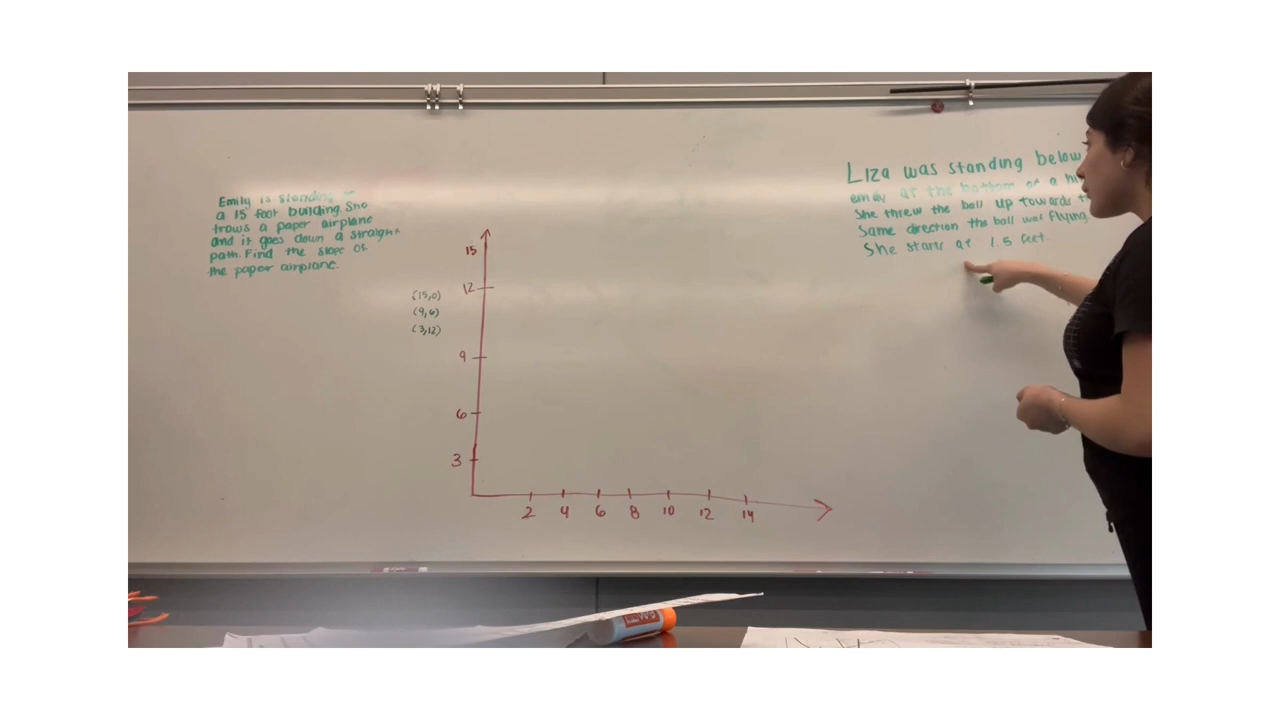 Emily is standing
a 15 foot building. She
trows a paper airplane
and it goes down a straight
path. Find the slope of
the paper airplane.
15
12
9
6
3
(15,0)
(9,6)
(3,12)
2 4 6 8 10 12 14
Liza was standing below
emily at the bottom of a
She threw the ball up towards
Same direction the ball was flying.
She starts at 1.5 feet.